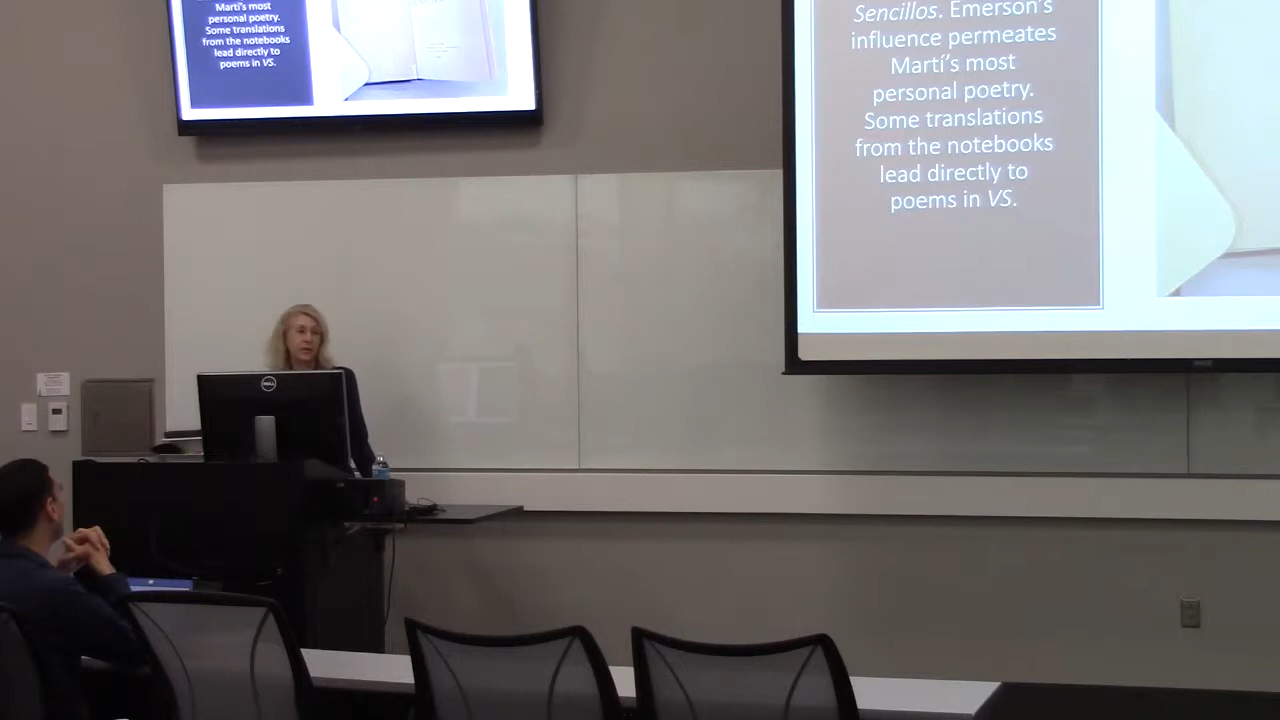 Martí's most
personal poetry.
Some translations
from the notebooks
lead directly to
poems in VS.
Sencillos. Emerson's
influence permeates
Martí's most
personal poetry.
Some translations
from the notebooks
lead directly to
poems in VS.
DELL